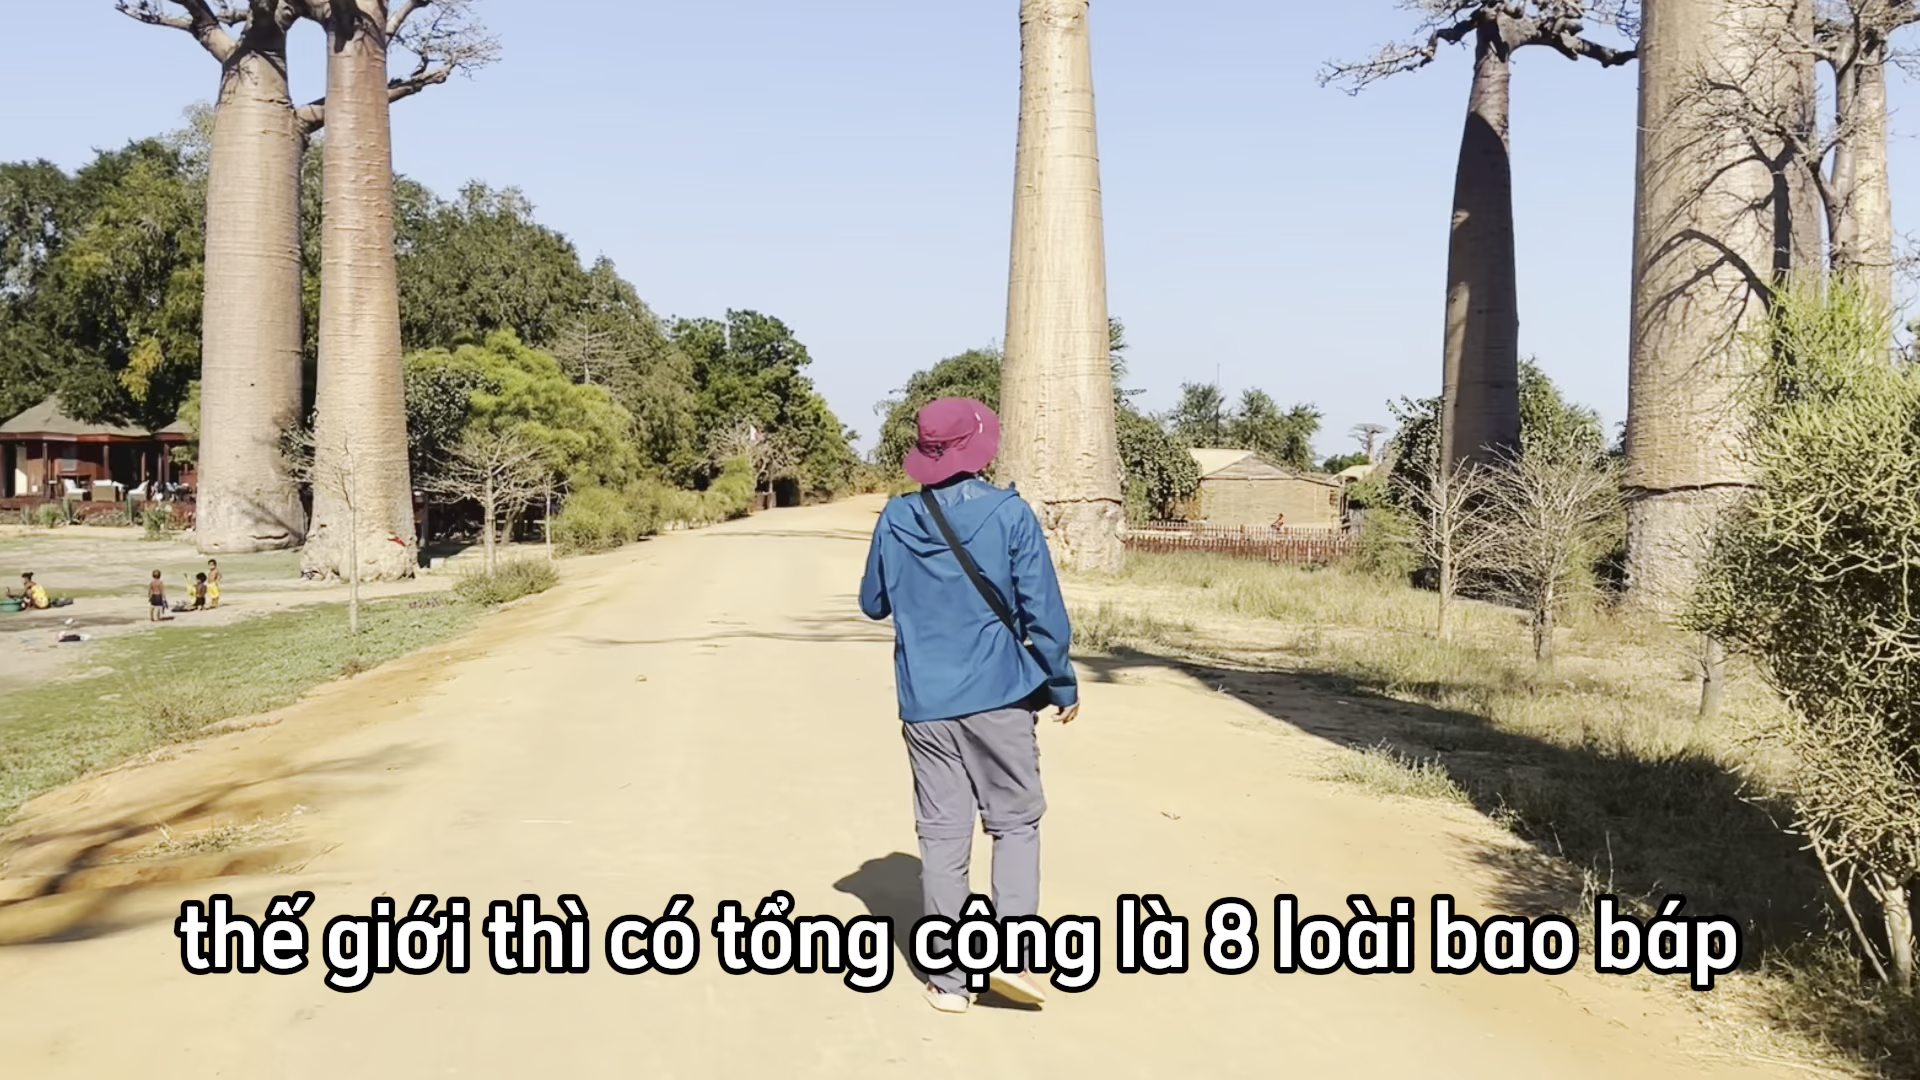 thế giới thì có tổng cộng là 8 loài bao báp